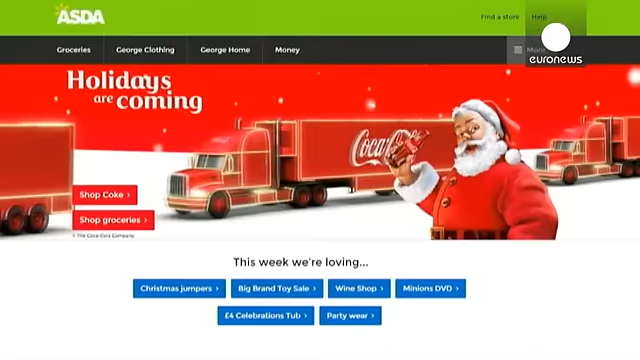 ASDA
Find a store
Help
Groceries
George Clothing
George Home
Money
More
euronews
Holidays
are coming
Coca-Cola
Shop Coke >
Shop groceries >
© The Coca-Cola Company
This week we're loving...
Christmas jumpers >
Big Brand Toy Sale >
Wine Shop >
Minions DVD >
£4 Celebrations Tub >
Party wear >